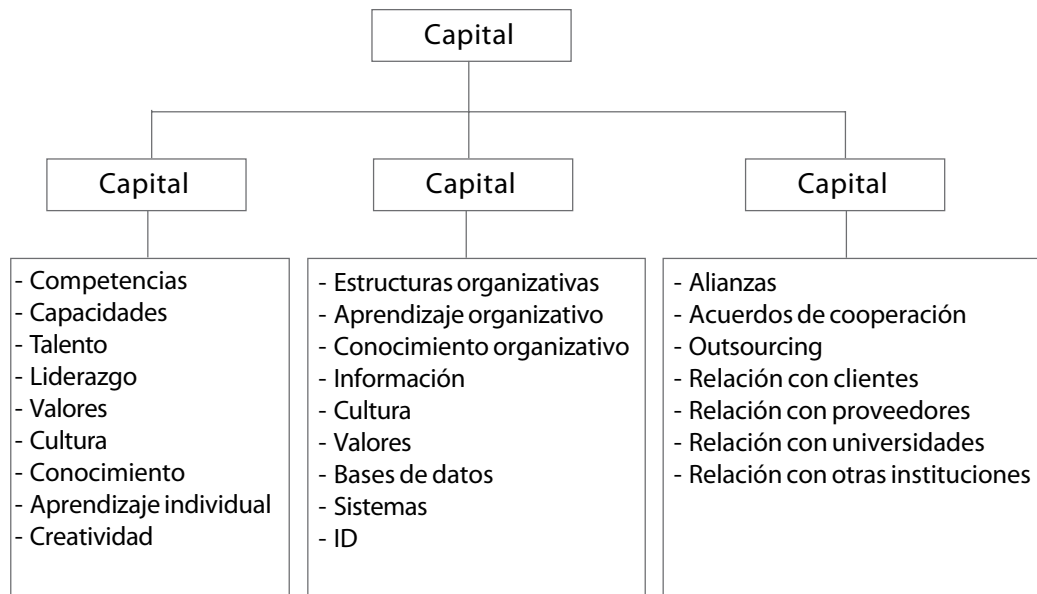 Capital
Capital
Capital
Capital
- Competencias
- Capacidades
- Talento
- Liderazgo
- Valores
- Cultura
- Conocimiento
- Aprendizaje individual
- Creatividad
- Estructuras organizativas
- Aprendizaje organizativo
- Conocimiento organizativo
- Información
- Cultura
- Valores
- Bases de datos
- Sistemas
- ID
- Alianzas
- Acuerdos de cooperación
- Outsourcing
- Relación con clientes
- Relación con proveedores
- Relación con universidades
- Relación con otras instituciones